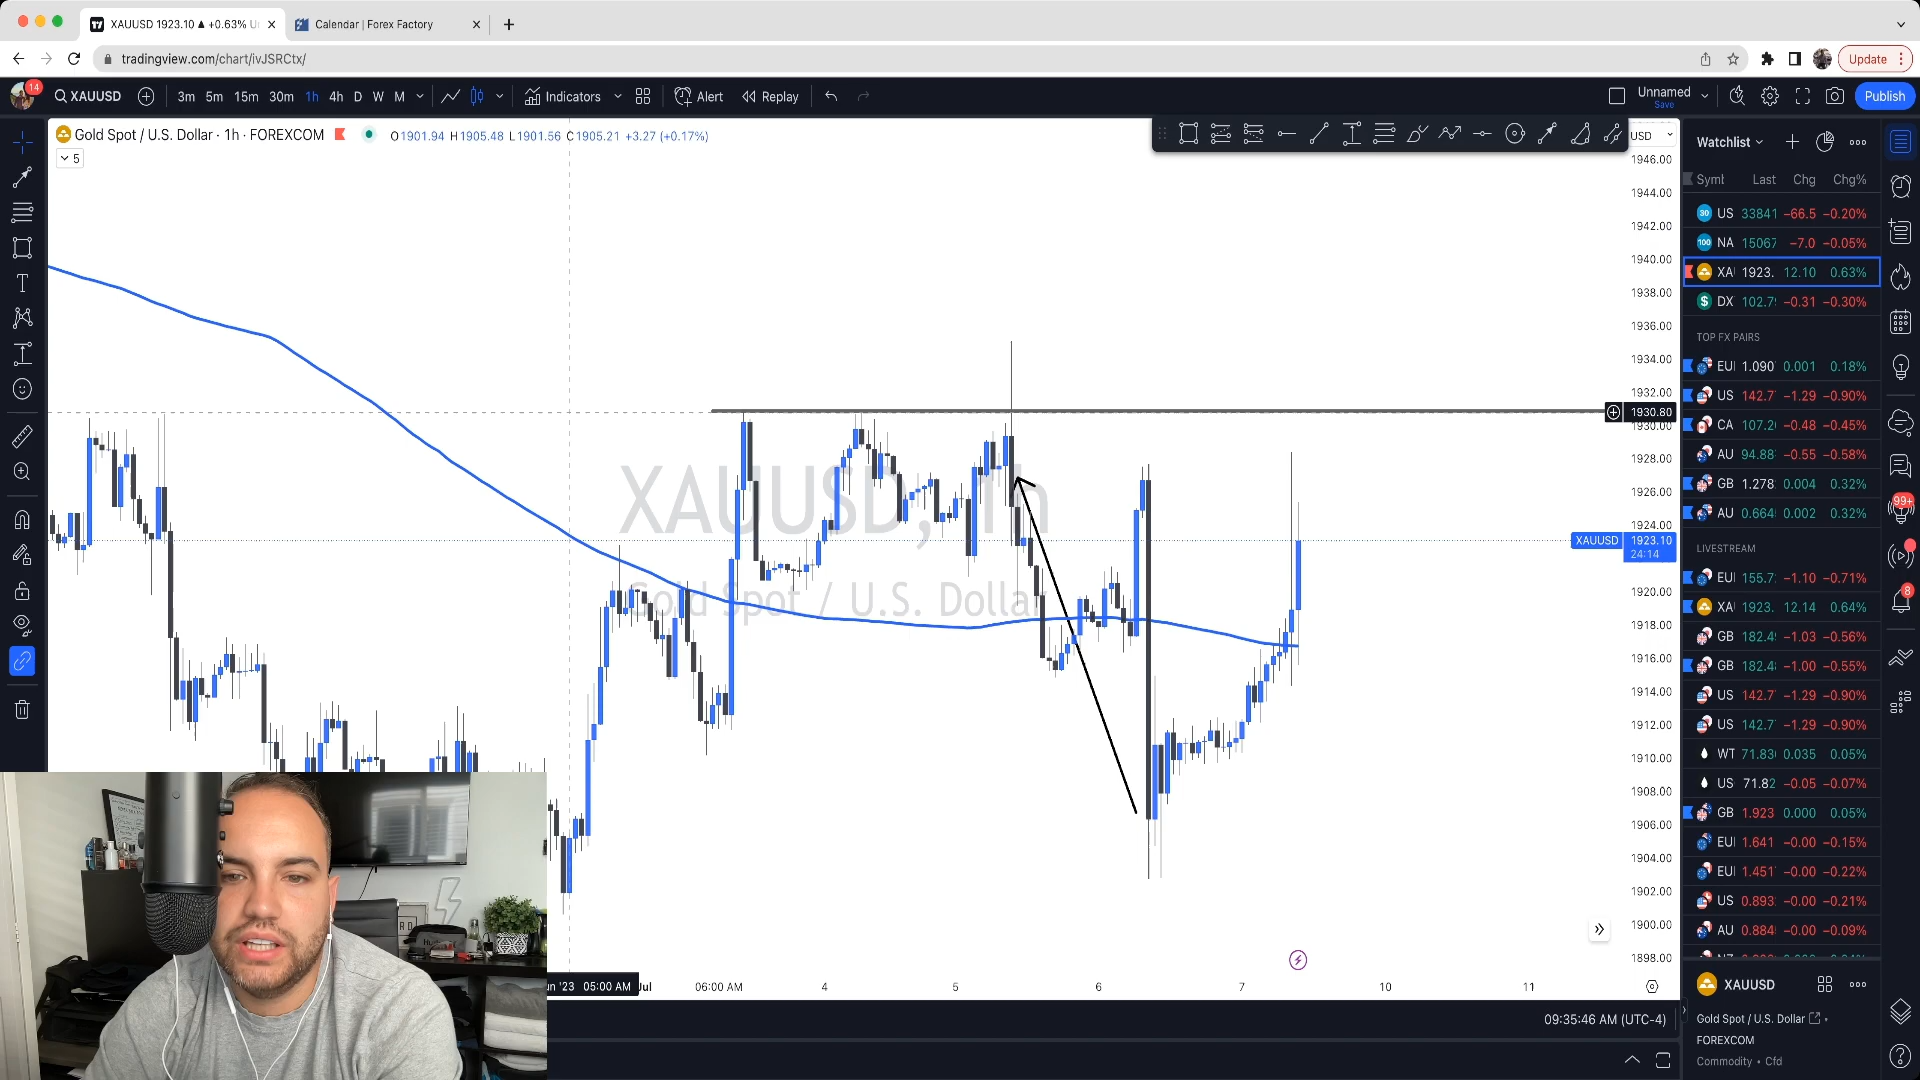 XAUUSD 1923.10 ▲ +0.63% Un
Calendar | Forex Factory
tradingview.com/chart/ivJSRCtx/
Update
14
XAUUSD
3m 5m 15m 30m 1h 4h D W M
Indicators
Alert
Replay
Unnamed
Save
Publish
Gold Spot / U.S. Dollar · 1h · FOREXCOM
O1901.94 H1905.48 L1901.56 C1905.21 +3.27 (+0.17%)
5
XAUUSD, 1h
Gold Spot / U.S. Dollar
USD
1946.00
1944.00
1942.00
1940.00
1938.00
1936.00
1934.00
1932.00
1930.80
1930.00
1928.00
1926.00
1924.00
XAUUSD 1923.10
24:14
1920.00
1918.00
1916.00
1914.00
1912.00
1910.00
1908.00
1906.00
1904.00
1902.00
1900.00
1898.00
un '23 05:00 AM Jul 06:00 AM 4 5 6 7 10 11
09:35:46 AM (UTC-4)
Watchlist
Symb Last Chg Chg%
30 US 33841 −66.5 −0.20%
100 NA 15067 −7.0 −0.05%
XAI 1923. 12.10 0.63%
$ DX 102.79 −0.31 −0.30%
TOP FX PAIRS
EUI 1.090 0.001 0.18%
US 142.7 −1.29 −0.90%
CA 107.2 −0.48 −0.45%
AU 94.88 −0.55 −0.58%
GB 1.278 0.004 0.32%
AU 0.664 0.002 0.32%
LIVESTREAM
EUI 155.7 −1.10 −0.71%
XAI 1923. 12.14 0.64%
GB 182.4 −1.03 −0.56%
GB 182.4 −1.00 −0.55%
US 142.7 −1.29 −0.90%
US 142.7 −1.29 −0.90%
WT 71.83 0.035 0.05%
US 71.82 −0.05 −0.07%
GB 1.923 0.000 0.05%
EUI 1.641 −0.00 −0.15%
EUI 1.451 −0.00 −0.22%
US 0.893 −0.00 −0.21%
AU 0.884 −0.00 −0.09%
XAUUSD
Gold Spot / U.S. Dollar
FOREXCOM
Commodity • Cfd
99+
8